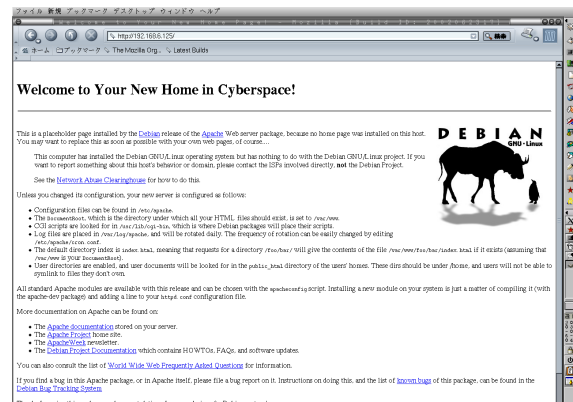 ファイル 新規 ブックマーク デスクトップ ウィンドウ ヘルプ
http://192.168.6.125/
検索
ホーム ブックマーク The Mozilla Org... Latest Builds
Welcome to Your New Home in Cyberspace!
This is a placeholder page installed by the Debian release of the Apache Web server package, because no home page was installed on this host.
You may want to replace this as soon as possible with your own web pages, of course....
DEBIAN
GNU-Linux
This computer has installed the Debian GNU/Linux operating system but has nothing to do with the Debian GNU/Linux project. If you
want to report something about this host's behavior or domain, please contact the ISPs involved directly, not the Debian Project.
See the Network Abuse Clearinghouse for how to do this.
Unless you changed its configuration, your new server is configured as follows:
• Configuration files can be found in /etc/apache.
• The DocumentRoot, which is the directory under which all your HTML files should exist, is set to /var/www.
• CGI scripts are looked for in /usr/lib/cgi-bin, which is where Debian packages will place their scripts.
• Log files are placed in /var/log/apache, and will be rotated daily. The frequency of rotation can be easily changed by editing
/etc/apache/cron.conf.
• The default directory index is index.html, meaning that requests for a directory /foo/bar/ will give the contents of the file /var/www/foo/bar/index.html if it exists (assuming that
/var/www is your DocumentRoot).
• User directories are enabled, and user documents will be looked for in the public_html directory of the users' homes. These dirs should be under /home, and users will not be able to
symlink to files they don't own.
All standard Apache modules are available with this release and can be chosen with the apacheconfig script. Installing a new module on your system is just a matter of compiling it (with
the apache-dev package) and adding a line to your httpd.conf configuration file.
More documentation on Apache can be found on:
• The Apache documentation stored on your server.
• The Apache Project home site.
• The ApacheWeek newsletter.
• The Debian Project Documentation which contains HOWTOs, FAQs, and software updates.
You can also consult the list of World Wide Web Frequently Asked Questions for information.
If you find a bug in this Apache package, or in Apache itself, please file a bug report on it. Instructions on doing this, and the list of known bugs of this package, can be found in the
Debian Bug Tracking System